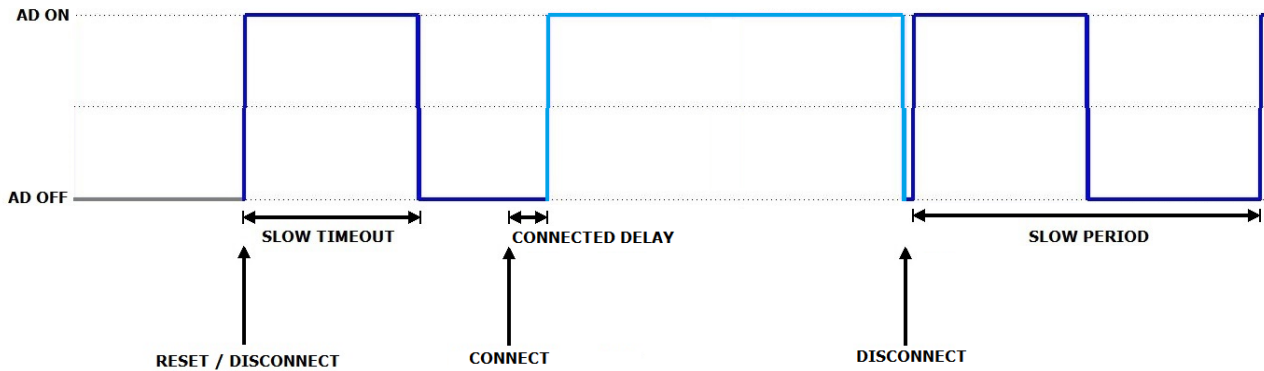 AD ON
AD OFF
SLOW TIMEOUT
CONNECTED DELAY
SLOW PERIOD
RESET / DISCONNECT
CONNECT
DISCONNECT